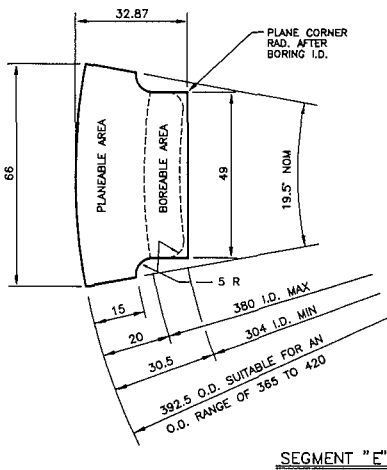 32.87
PLANE CORNER
RAD. AFTER
BORING I.D.
66
PLANEABLE AREA
BOREABLE AREA
49
19.5° NOM
5 R
15
20
30.5
380 I.D. MAX
304 I.D. MIN
392.5 O.D. SUITABLE FOR AN
O.D. RANGE OF 365 TO 420
SEGMENT "E"